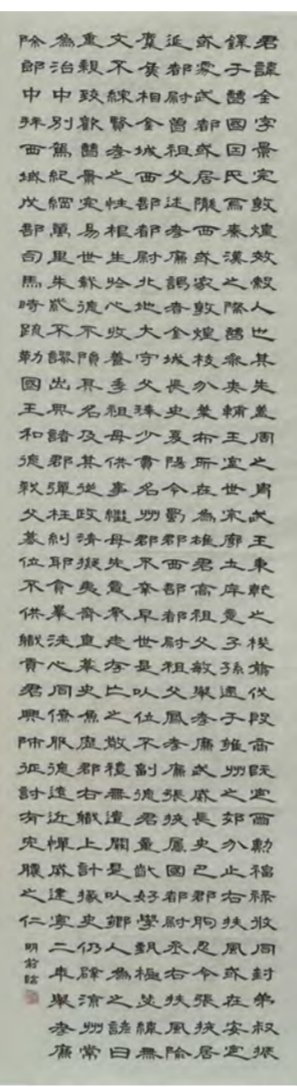 君諱全字景完敦煌效穀人也其先蓋周之胄武王秉乾之機翦伐殷商既定爾勳福祿攸同封弟叔振
鐸于曹國因氏焉秦漢之際曹參夾輔王室世宗廓土斥竟子孫遷于雍州之郊分止右扶風或在安定
或處武都或居隴西或家敦煌枝分葉布所在為雄君高祖父敏舉孝廉武威長史巴郡朐忍令張掖居
延都尉曾祖父述孝廉謁者金城長史夏陽令蜀郡西部都尉祖父鳳孝廉張掖屬國都尉丞右扶風隃
麋侯相金城西部都尉北地大守父琫少貫名州郡不幸早世是以位不副德君童齔好學甄極毖緯無
文不綜賢孝之性根生於心收養季祖母供事繼母先意承志存亡之敬禮無遺闕是以鄉人為之諺曰
重親致歡曹景完易世載德不隕其名及其從政清擬夷齊直慕史魚歷郡右職上計掾史仍辟涼州常
為治中別駕紀綱萬里朱紫不謬出典諸郡彈枉糾邪貪暴洗心同僚服德遠近憚威建寧二年舉孝廉
除郎中拜西域戊部司馬時疏勒國王和德弒父篡位不供職貢君興師征討有兖膿之仁